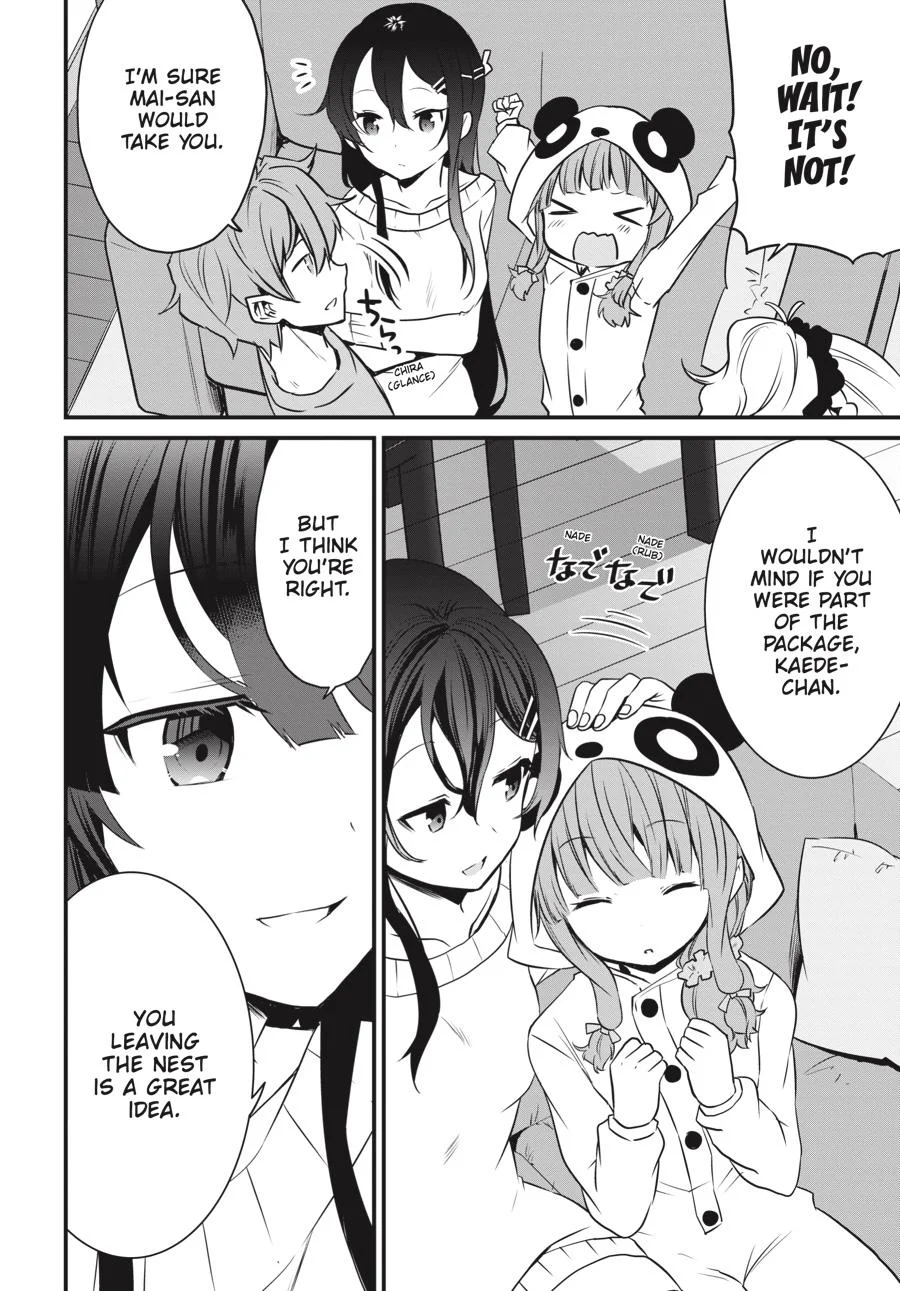 NO,
WAIT!
IT'S
NOT!
I'M SURE
MAI-SAN
WOULD
TAKE YOU.
ちらっ
CHIRA
(GLANCE)
I
WOULDN'T
MIND IF YOU
WERE PART
OF THE
PACKAGE,
KAEDE-
CHAN.
NADE
(RUB)
NADE
なでなで
BUT
I THINK
YOU'RE
RIGHT.
YOU
LEAVING
THE NEST
IS A GREAT
IDEA.